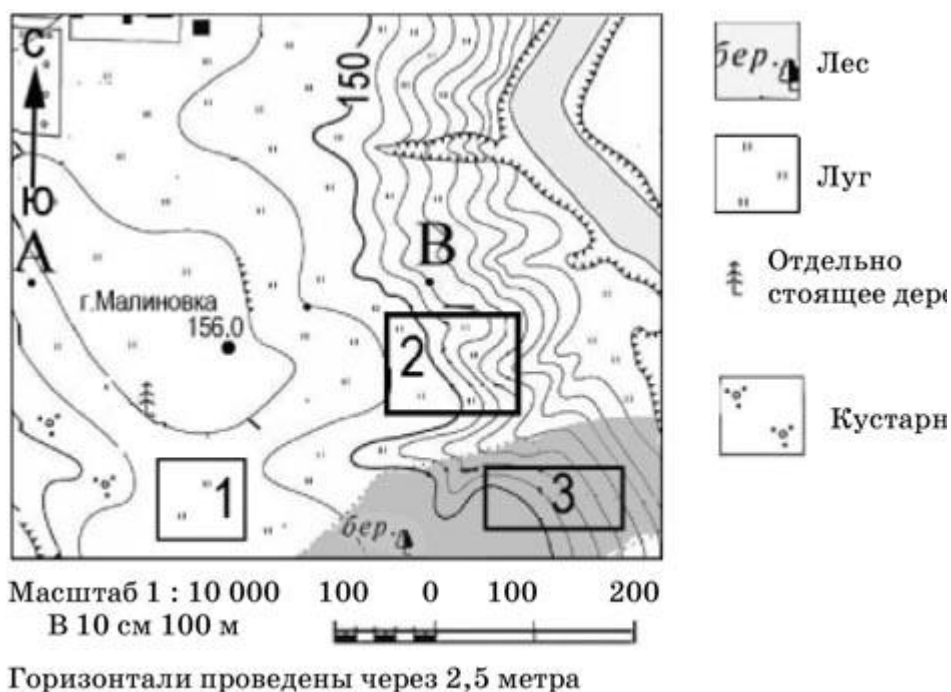 С
Ю
150
А
В
г.Малиновка
156,0
2
1
3
бер.
бер.
Лес
Луг
Отдельно
стоящее дере
Кустарн
Масштаб 1 : 10 000
В 10 см 100 м
100 0 100 200
Горизонтали проведены через 2,5 метра